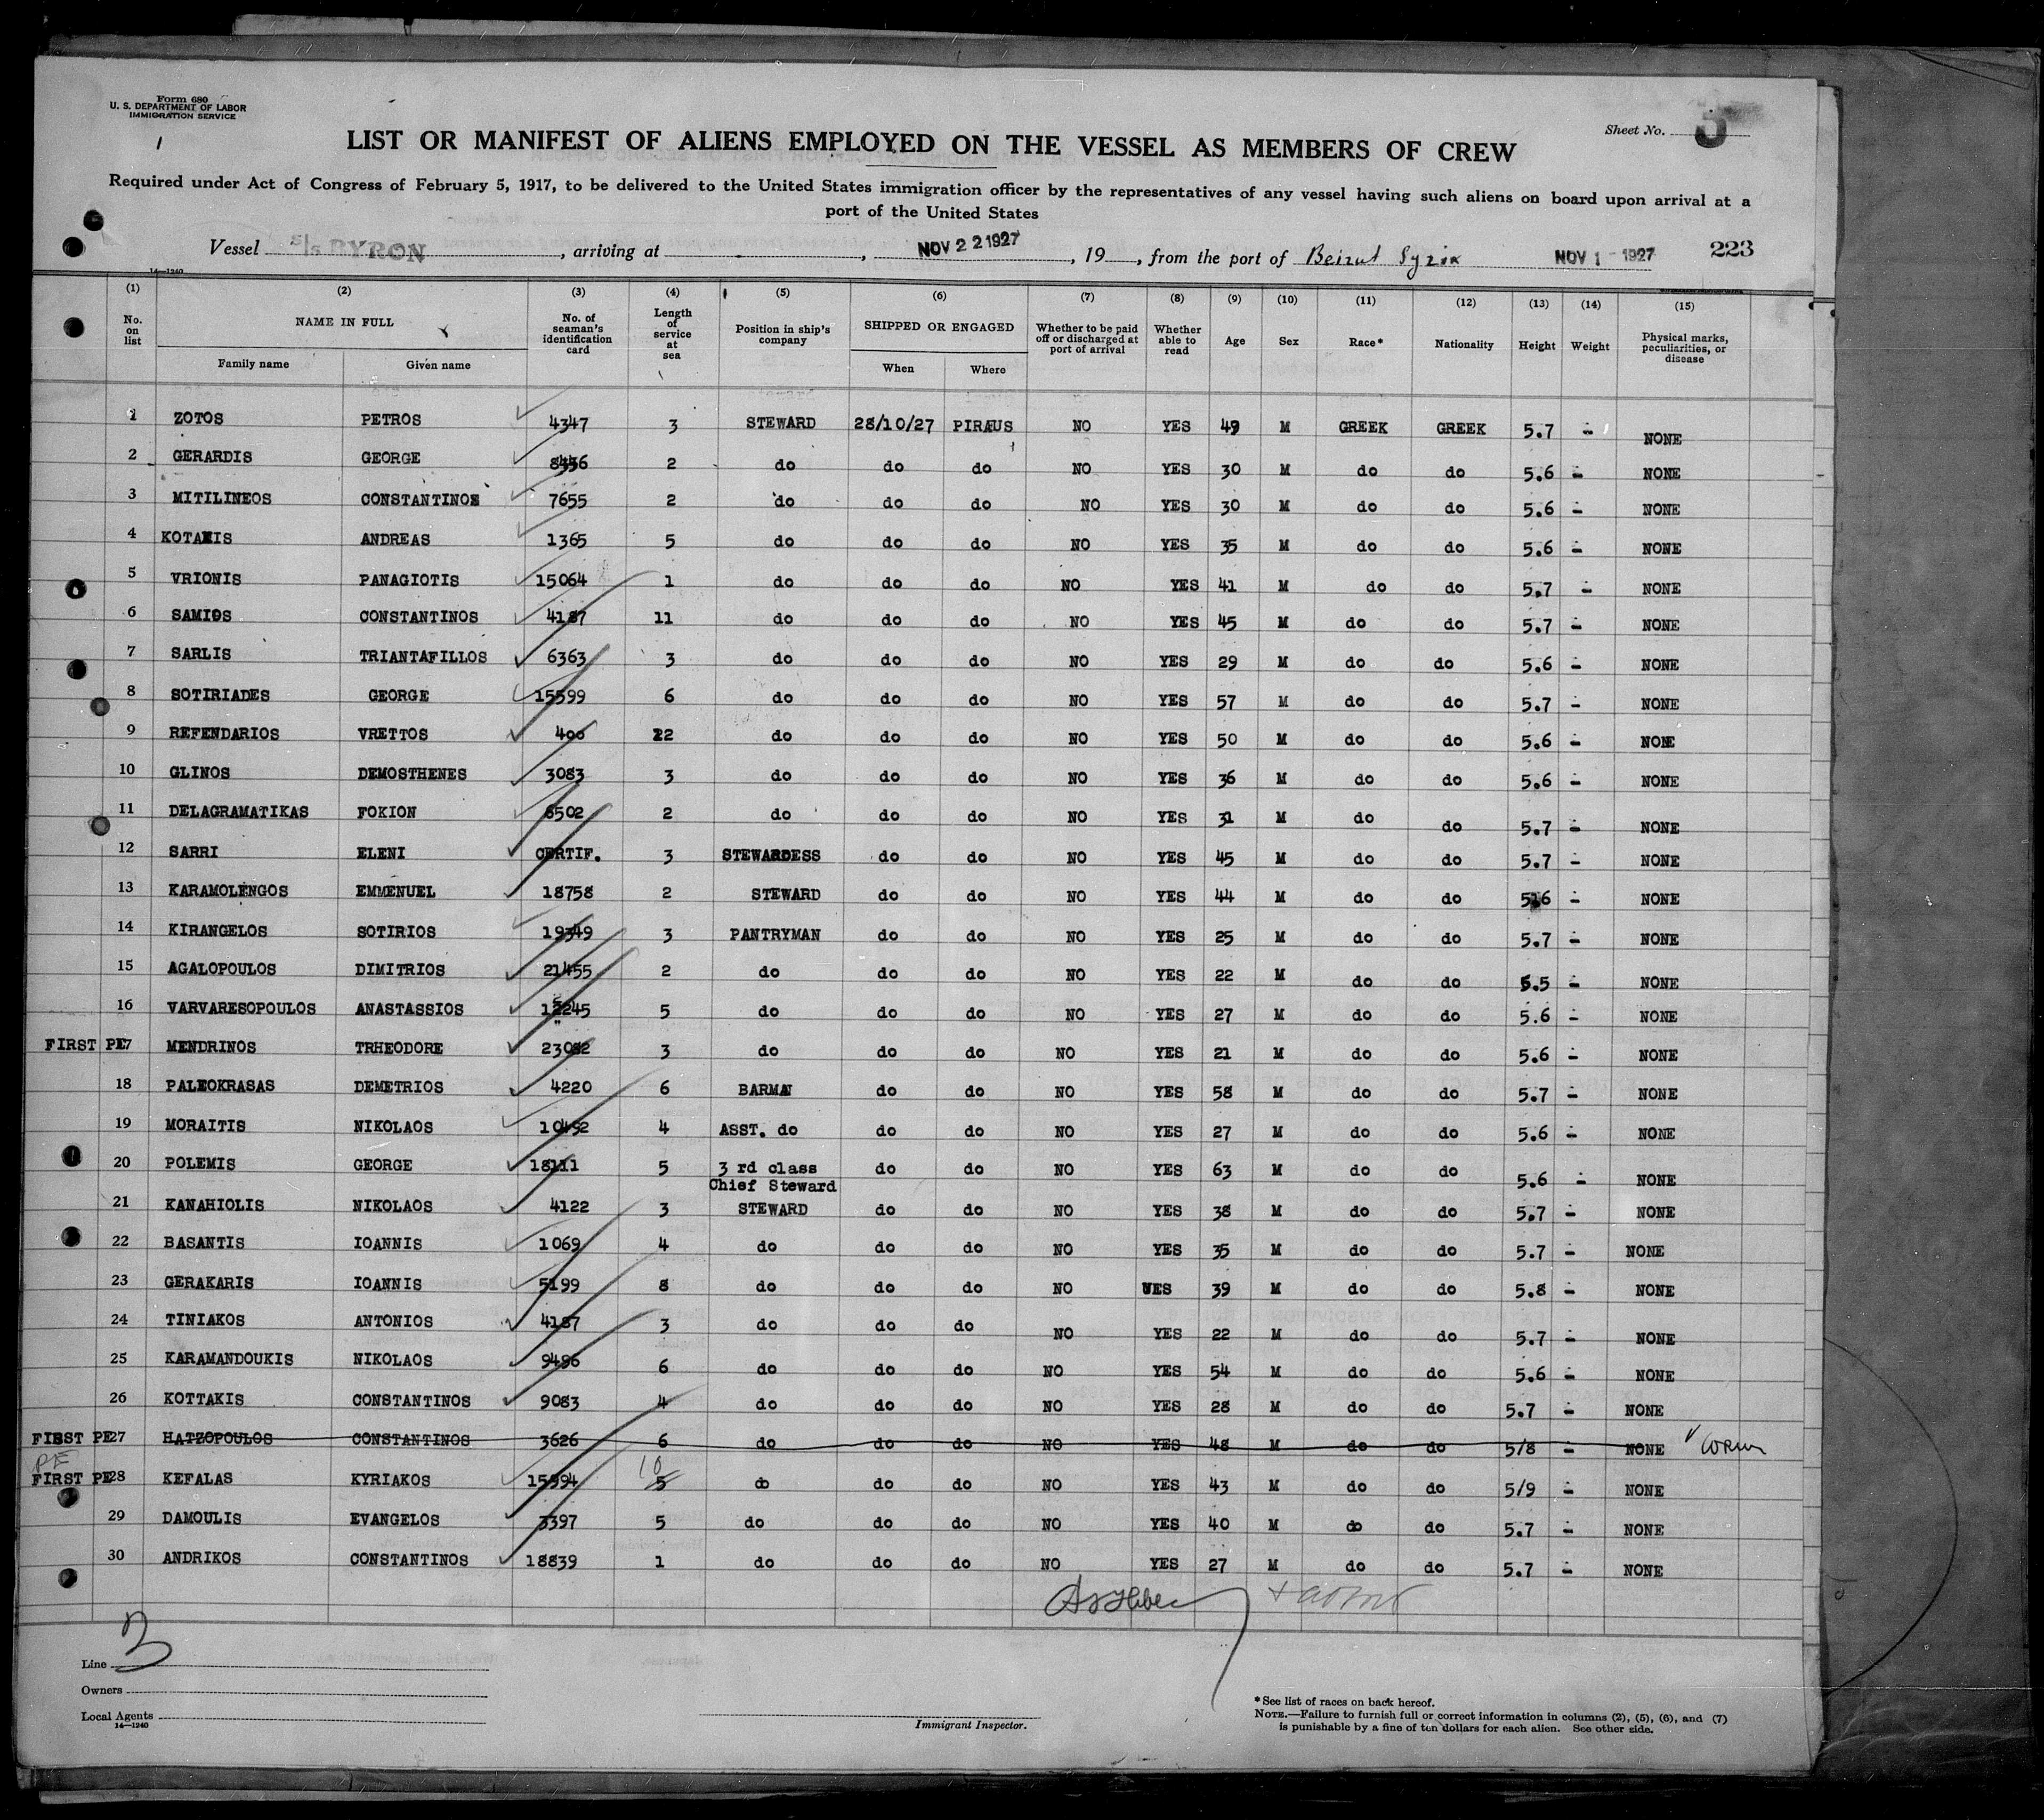 Form 680
U. S. DEPARTMENT OF LABOR
IMMIGRATION SERVICE
Sheet No. 3
LIST OR MANIFEST OF ALIENS EMPLOYED ON THE VESSEL AS MEMBERS OF CREW
Required under Act of Congress of February 5, 1917, to be delivered to the United States immigration officer by the representatives of any vessel having such aliens on board upon arrival at a
port of the United States
Vessel S/S BYRON, arriving at , NOV 22 1927, 19 , from the port of Beirut Syria NOV 1 - 1927 223
14—1240
(1) (2) (3) (4) (5) (6) (7) (8) (9) (10) (11) (12) (13) (14) (15)
No. on list NAME IN FULL No. of seaman's identification card Length of service at sea Position in ship's company SHIPPED OR ENGAGED Whether to be paid off or discharged at port of arrival Whether able to read Age Sex Race* Nationality Height Weight Physical marks, peculiarities, or disease
Family name Given name When Where
1 ZOTOS PETROS 4347 3 STEWARD 28/10/27 PIRÆUS NO YES 49 M GREEK GREEK 5.7 - NONE
2 GERARDIS GEORGE 8456 2 do do do NO YES 30 M do do 5.6 - NONE
3 MITILINEOS CONSTANTINOS 7655 2 do do do NO YES 30 M do do 5.6 - NONE
4 ANDREAS 1365 5 do do do NO YES 35 M do do 5.6 - NONE
5 VRIONIS PANAGIOTIS 15064 1 do do do NO YES 41 M do do 5.7 - NONE
6 SAMIOS CONSTANTINOS 4187 11 do do do NO YES 45 M do do 5.7 - NONE
7 SARLIS TRIANTAFILLOS 6363 3 do do do NO YES 29 M do do 5.6 - NONE
8 SOTIRIADES GEORGE 15599 6 do do do NO YES 57 M do do 5.7 - NONE
9 REFENDARIOS VRETTOS 400 22 do do do NO YES 50 M do do 5.6 - NONE
10 GLINOS DEMOSTHENES 3083 3 do do do NO YES 36 M do do 5.6 - NONE
11 DELAGRAMATIKAS FOKION 6502 2 do do do NO YES 31 M do do 5.7 - NONE
12 SARRI ELENI CERTIF. 3 STEWARDESS do do NO YES 45 M do do 5.7 - NONE
13 KARAMOLENGOS EMMENUEL 18758 2 STEWARD do do NO YES 44 M do do 5.6 - NONE
14 KIRANGELOS SOTIRIOS 19349 3 PANTRYMAN do do NO YES 25 M do do 5.7 - NONE
15 AGALOPOULOS DIMITRIOS 21455 2 do do do NO YES 22 M do do 5.5 - NONE
16 VARVARESOPOULOS ANASTASSIOS 5 do do do NO YES 27 M do do 5.6 - NONE
FIRST PE 17 MENDRINOS TRHEODORE 23082 3 do do do NO YES 21 M do do 5.6 - NONE
18 PALEOKRASAS DEMETRIOS 4220 6 BARMAN do do NO YES 58 M do do 5.7 - NONE
19 MORAITIS NIKOLAOS 10492 4 ASST. do do do NO YES 27 M do do 5.6 - NONE
20 POLEMIS GEORGE 18111 5 3 rd class do do NO YES 63 M do do 5.6 - NONE
Chief Steward
21 KANAHIOLIS NIKOLAOS 4122 3 STEWARD do do NO YES 38 M do do 5.7 - NONE
22 BASANTIS IOANNIS 1069 4 do do do NO YES 35 M do do 5.7 - NONE
23 GERAKARIS IOANNIS 5199 8 do do do NO YES 39 M do do 5.8 - NONE
24 TINIAKOS ANTONIOS 4187 3 do do do NO YES 22 M do do 5.7 - NONE
25 KARAMANDOUKIS NIKOLAOS 9486 6 do do do NO YES 54 M do do 5.6 - NONE
26 KOTTAKIS CONSTANTINOS 9083 4 do do do NO YES 28 M do do 5.7 - NONE
FIRST PE 27 HATZOPOULOS CONSTANTINOS 3626 6 do do do NO YES 48 M do do 5/8 - NONE
PE
FIRST PE 28 KEFALAS KYRIAKOS 15994 5 10 do do do NO YES 43 M do do 5/9 - NONE
29 DAMOULIS EVANGELOS 3397 5 do do do NO YES 40 M do do 5.7 - NONE
30 ANDRIKOS CONSTANTINOS 18839 1 do do do NO YES 27 M do do 5.7 - NONE
Line
Owners
Local Agents
14—1240
Immigrant Inspector.
*See list of races on back hereof.
NOTE.—Failure to furnish full or correct information in columns (2), (5), (6), and (7)
is punishable by a fine of ten dollars for each alien. See other side.